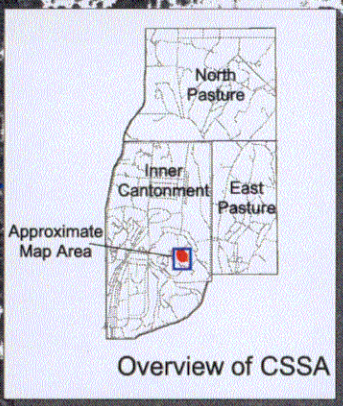 North
Pasture
Inner
Cantonment
East
Pasture
Approximate
Map Area
Overview of CSSA